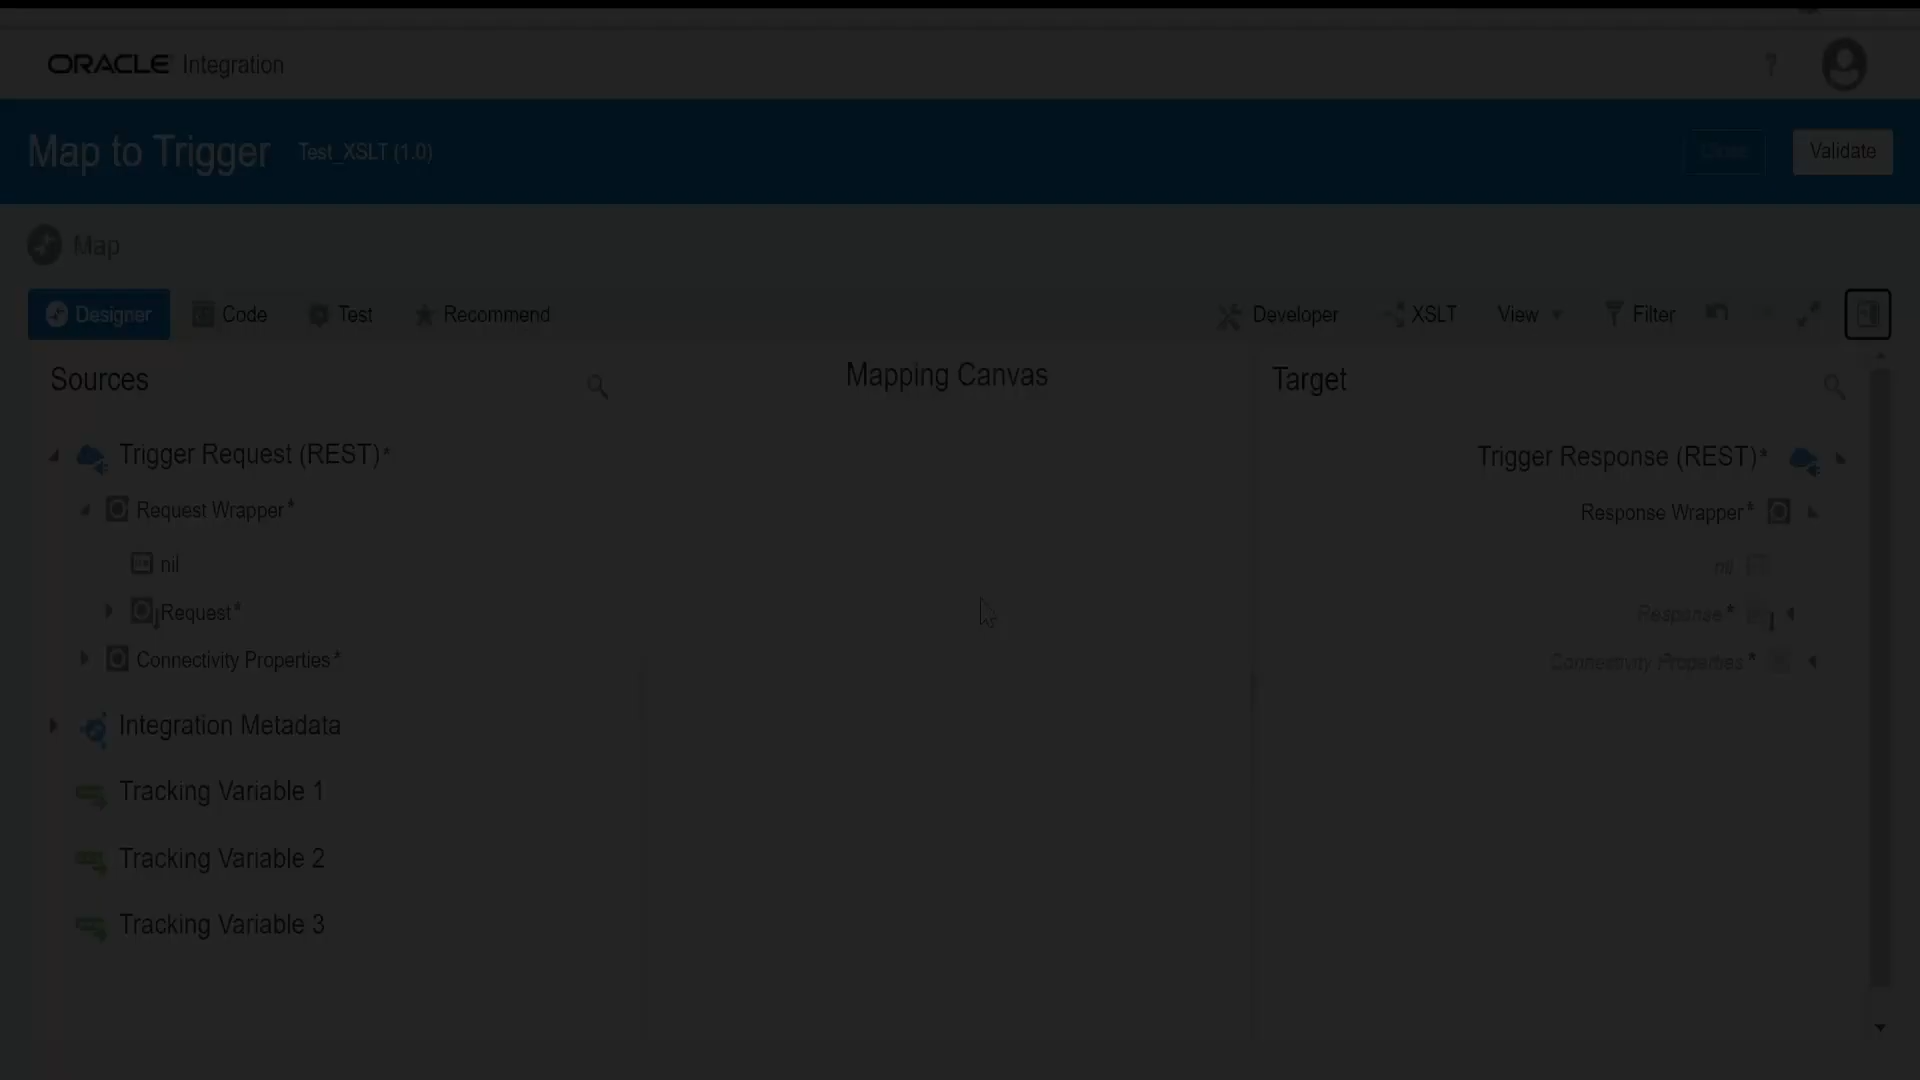 ORACLE Integration
?
Map to Trigger Test_XSLT (1.0)
Close
Validate
Map
Designer Code Test Recommend
Developer XSLT View Filter
Sources
Mapping Canvas
Target
Trigger Request (REST)*
Request Wrapper*
nil
Request*
Connectivity Properties*
Integration Metadata
Tracking Variable 1
Tracking Variable 2
Tracking Variable 3
Trigger Response (REST)*
Response Wrapper*
nil
Response*
Connectivity Properties*